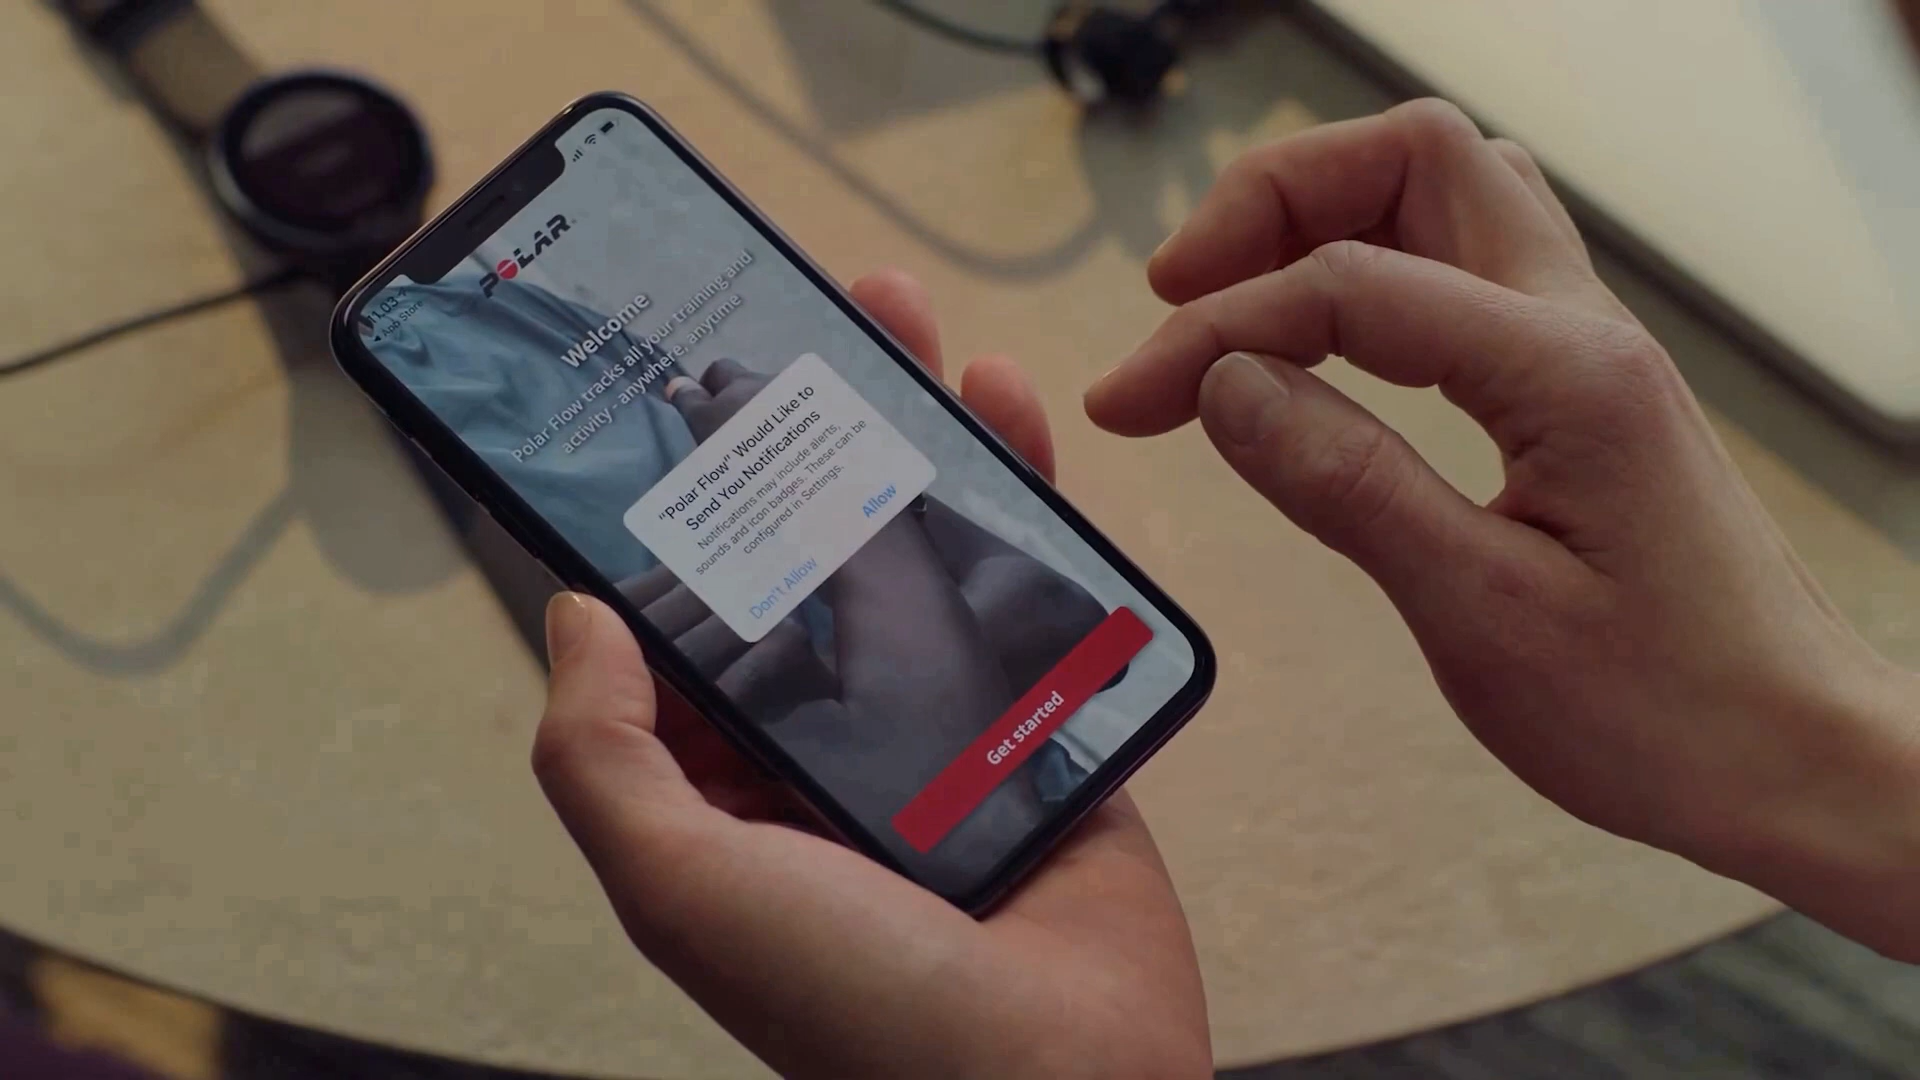 11.03
App Store
POLAR
Welcome
Polar Flow tracks all your training and
activity - anywhere, anytime
"Polar Flow" Would Like to
Send You Notifications
Notifications may include alerts,
sounds and icon badges. These can be
configured in Settings.
Don't Allow
Allow
Get started